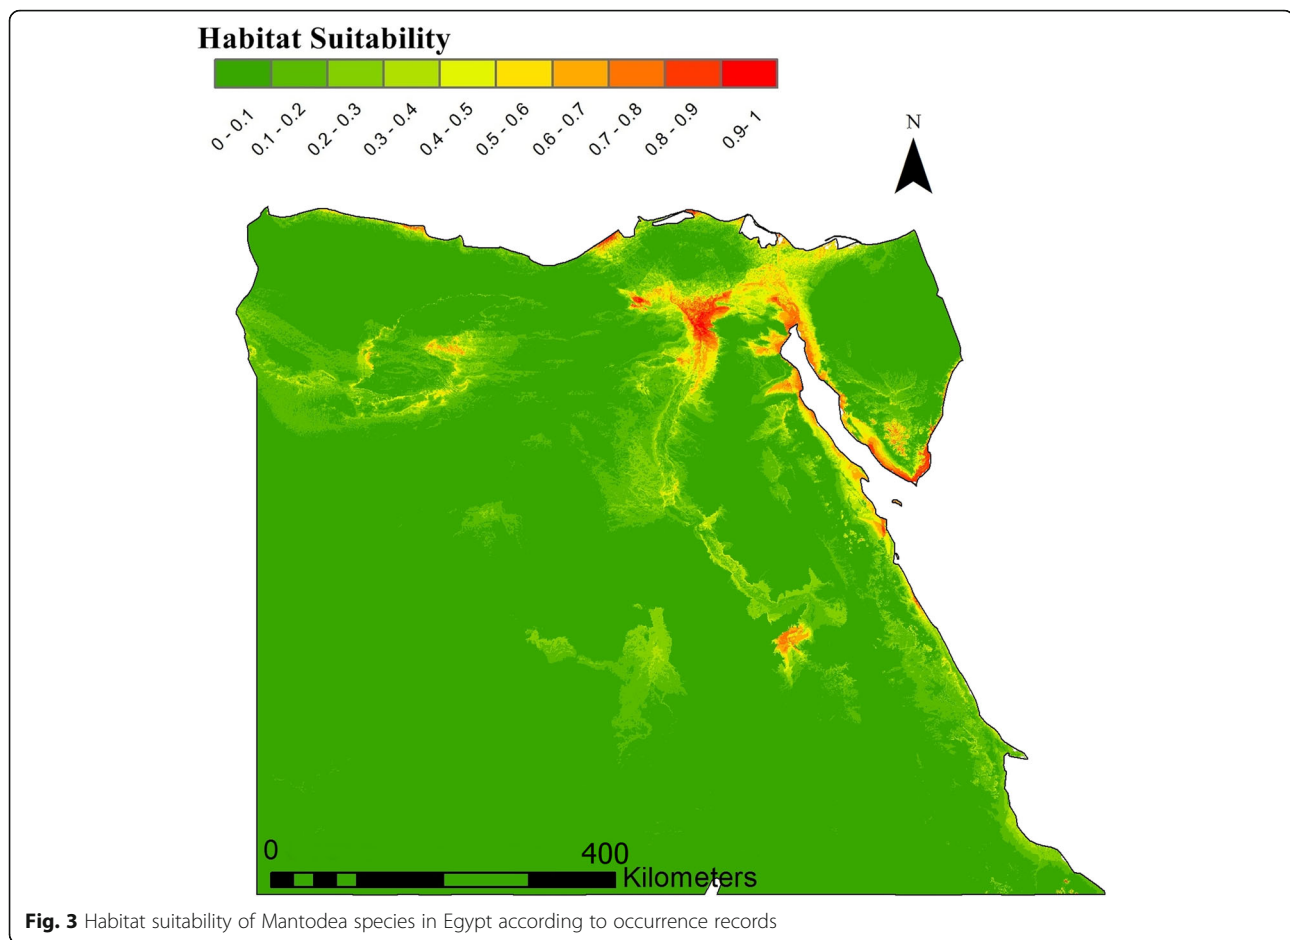 Habitat Suitability
0 - 0.1
0.1 - 0.2
0.2 - 0.3
0.3 - 0.4
0.4 - 0.5
0.5 - 0.6
0.6 - 0.7
0.7 - 0.8
0.8 - 0.9
0.9- 1
N
0 400
Kilometers
Fig. 3 Habitat suitability of Mantodea species in Egypt according to occurrence records